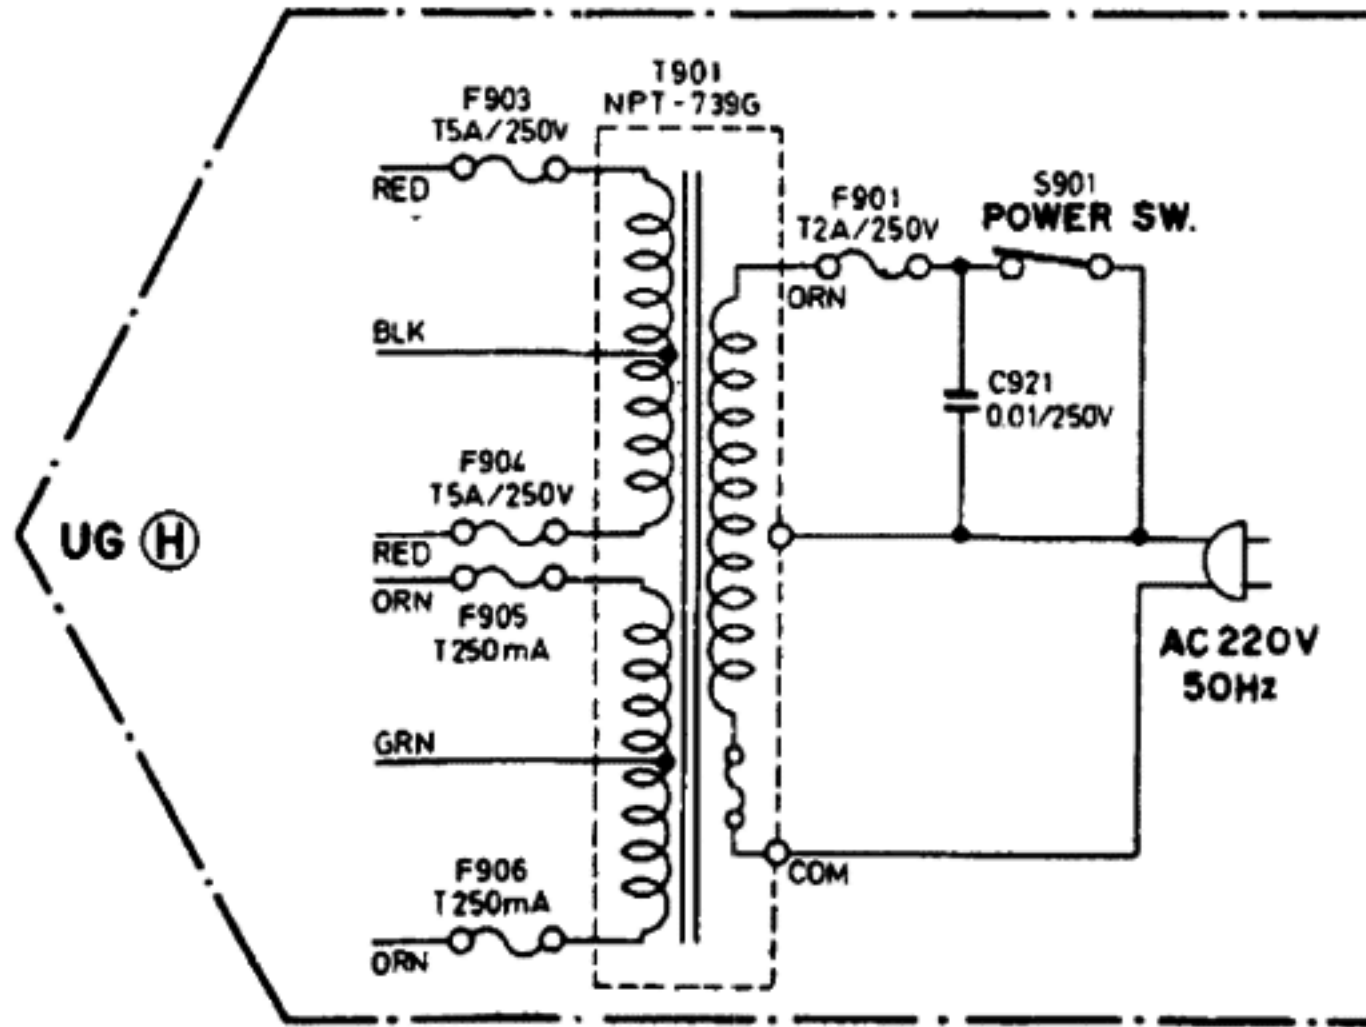 T901
NPT-739G
F903
T5A/250V
RED
F901
T2A/250V
ORN
S901
POWER SW.
BLK
C921
0.01/250V
F904
T5A/250V
RED
UG H
ORN
F905
T250mA
AC 220V
50Hz
GRN
F906
T250mA
COM
ORN